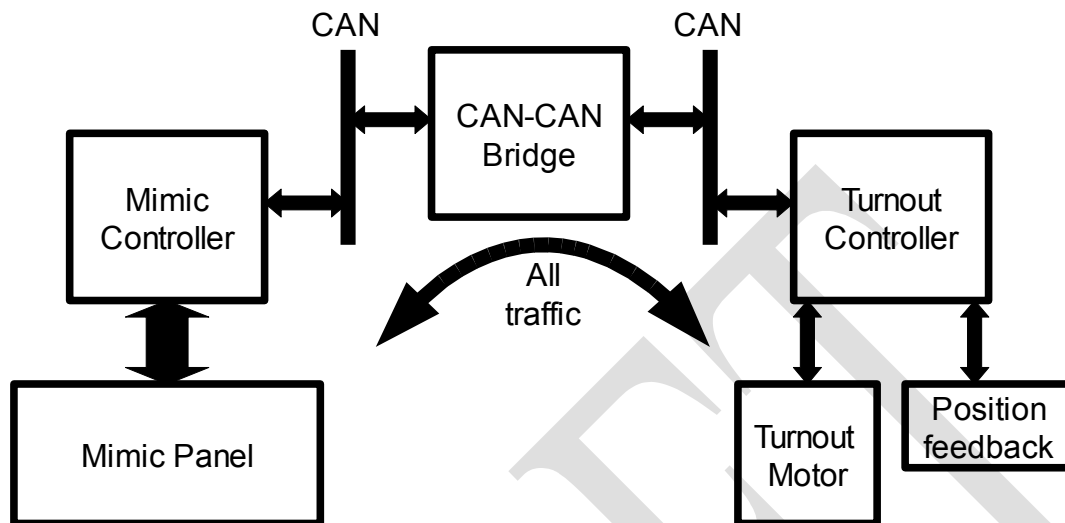 CAN
CAN
CAN-CAN
Bridge
Mimic
Controller
Turnout
Controller
All
traffic
Mimic Panel
Turnout
Motor
Position
feedback